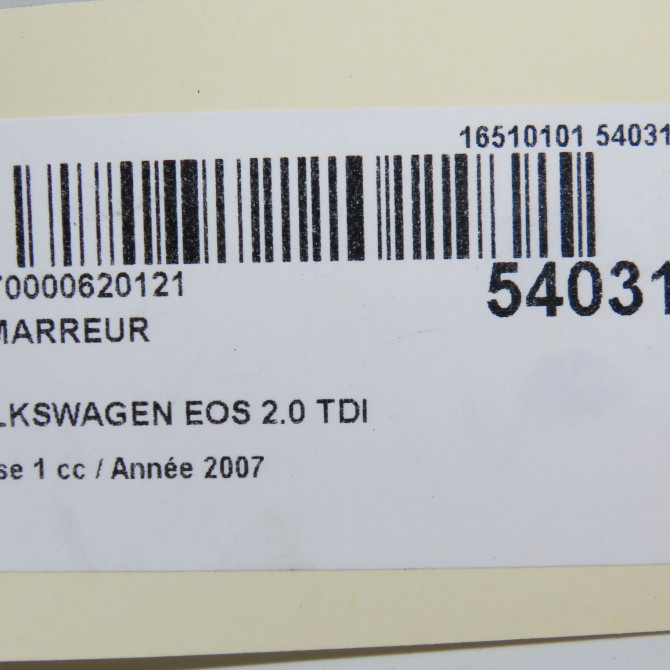 16510101 54031
70000620121
54031
MARREUR
LKSWAGEN EOS 2.0 TDI
se 1 cc / Année 2007